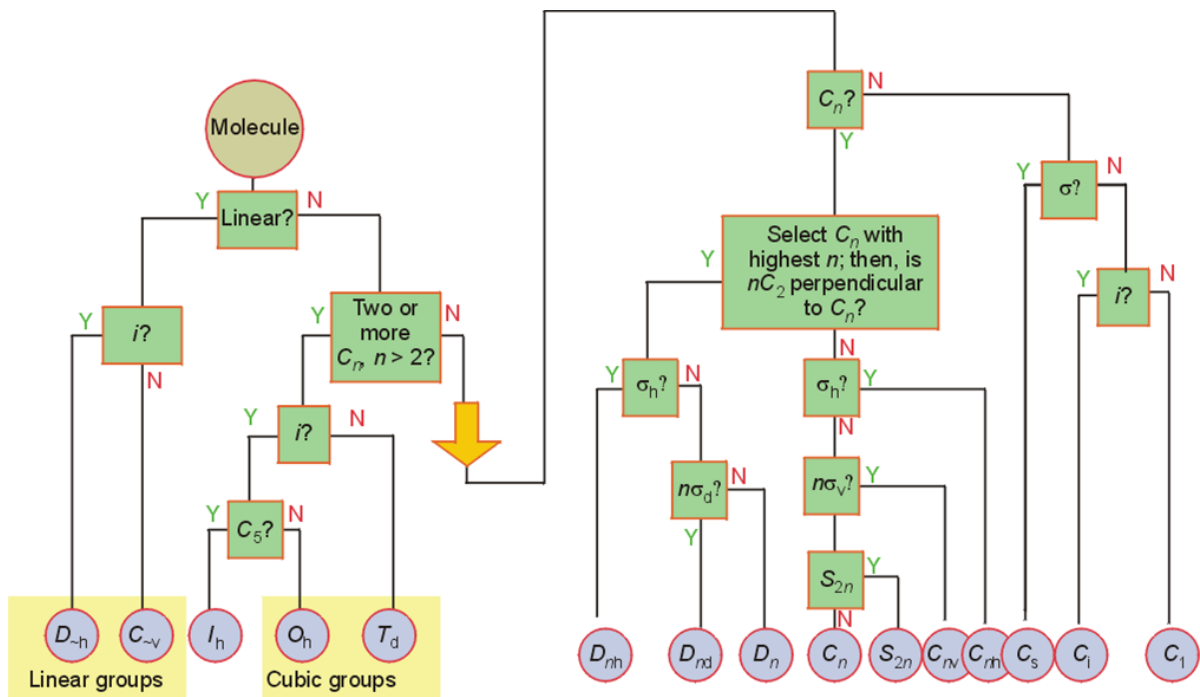 Molecule
Y
N
Linear?
Y
i?
N
Y
Two or
more
Cₙ, n > 2?
N
Y
i?
N
Y
C₅?
N
D~h
C~v
Iₕ
Oₕ
T_d
Linear groups
Cubic groups
Cₙ?
N
Y
Y
σ?
N
Y
Select Cₙ with
highest n; then, is
nC₂ perpendicular
to Cₙ?
N
Y
i?
N
Y
σₕ?
N
σₕ?
Y
N
nσ_d?
N
Y
nσᵥ?
Y
S₂ₙ
Y
N
Dₙₕ
Dₙd
Dₙ
Cₙ
S₂ₙ
Cₙᵥ
Cₙₕ
Cₛ
Cᵢ
C₁